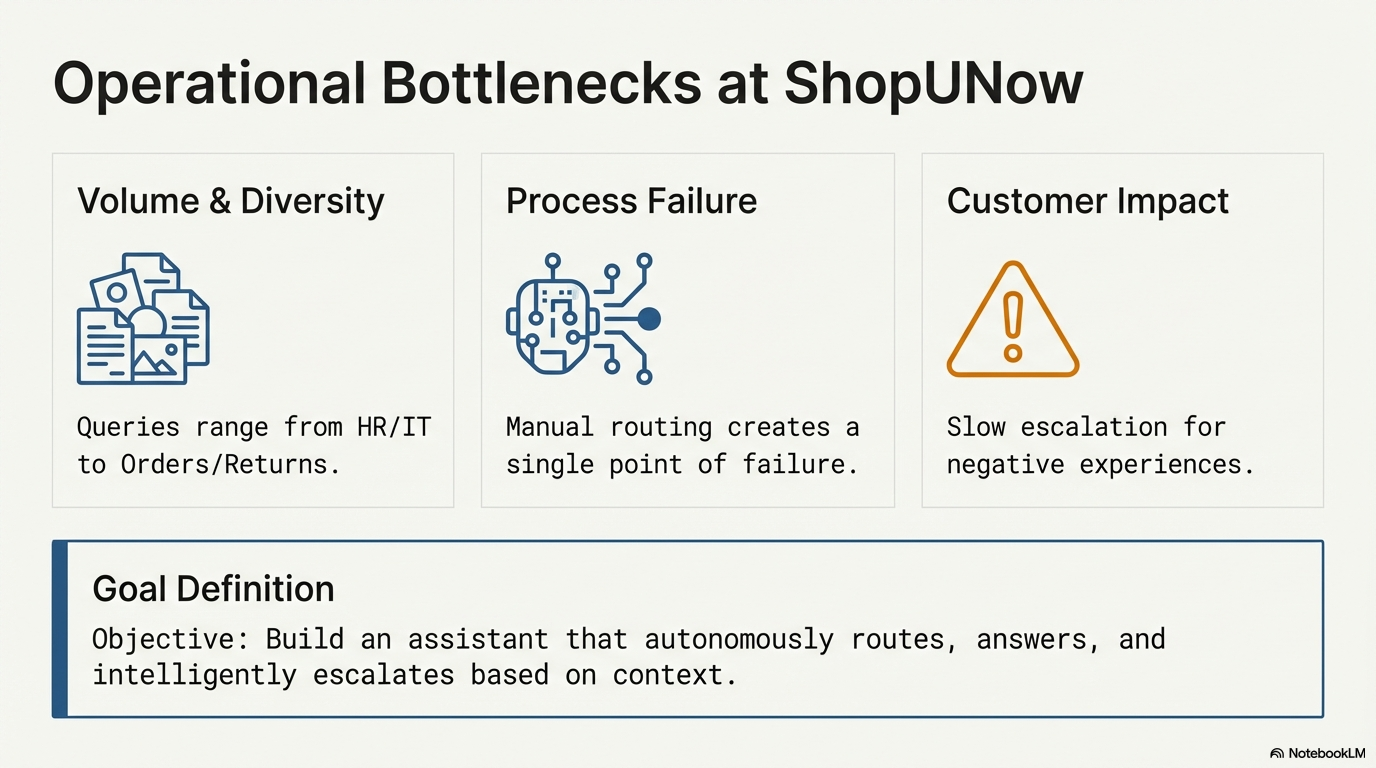 Operational Bottlenecks at ShopUNow
Volume & Diversity
Queries range from HR/IT
to Orders/Returns.
Process Failure
Manual routing creates a
single point of failure.
Customer Impact
Slow escalation for
negative experiences.
Goal Definition
Objective: Build an assistant that autonomously routes, answers, and
intelligently escalates based on context.
NotebookLM